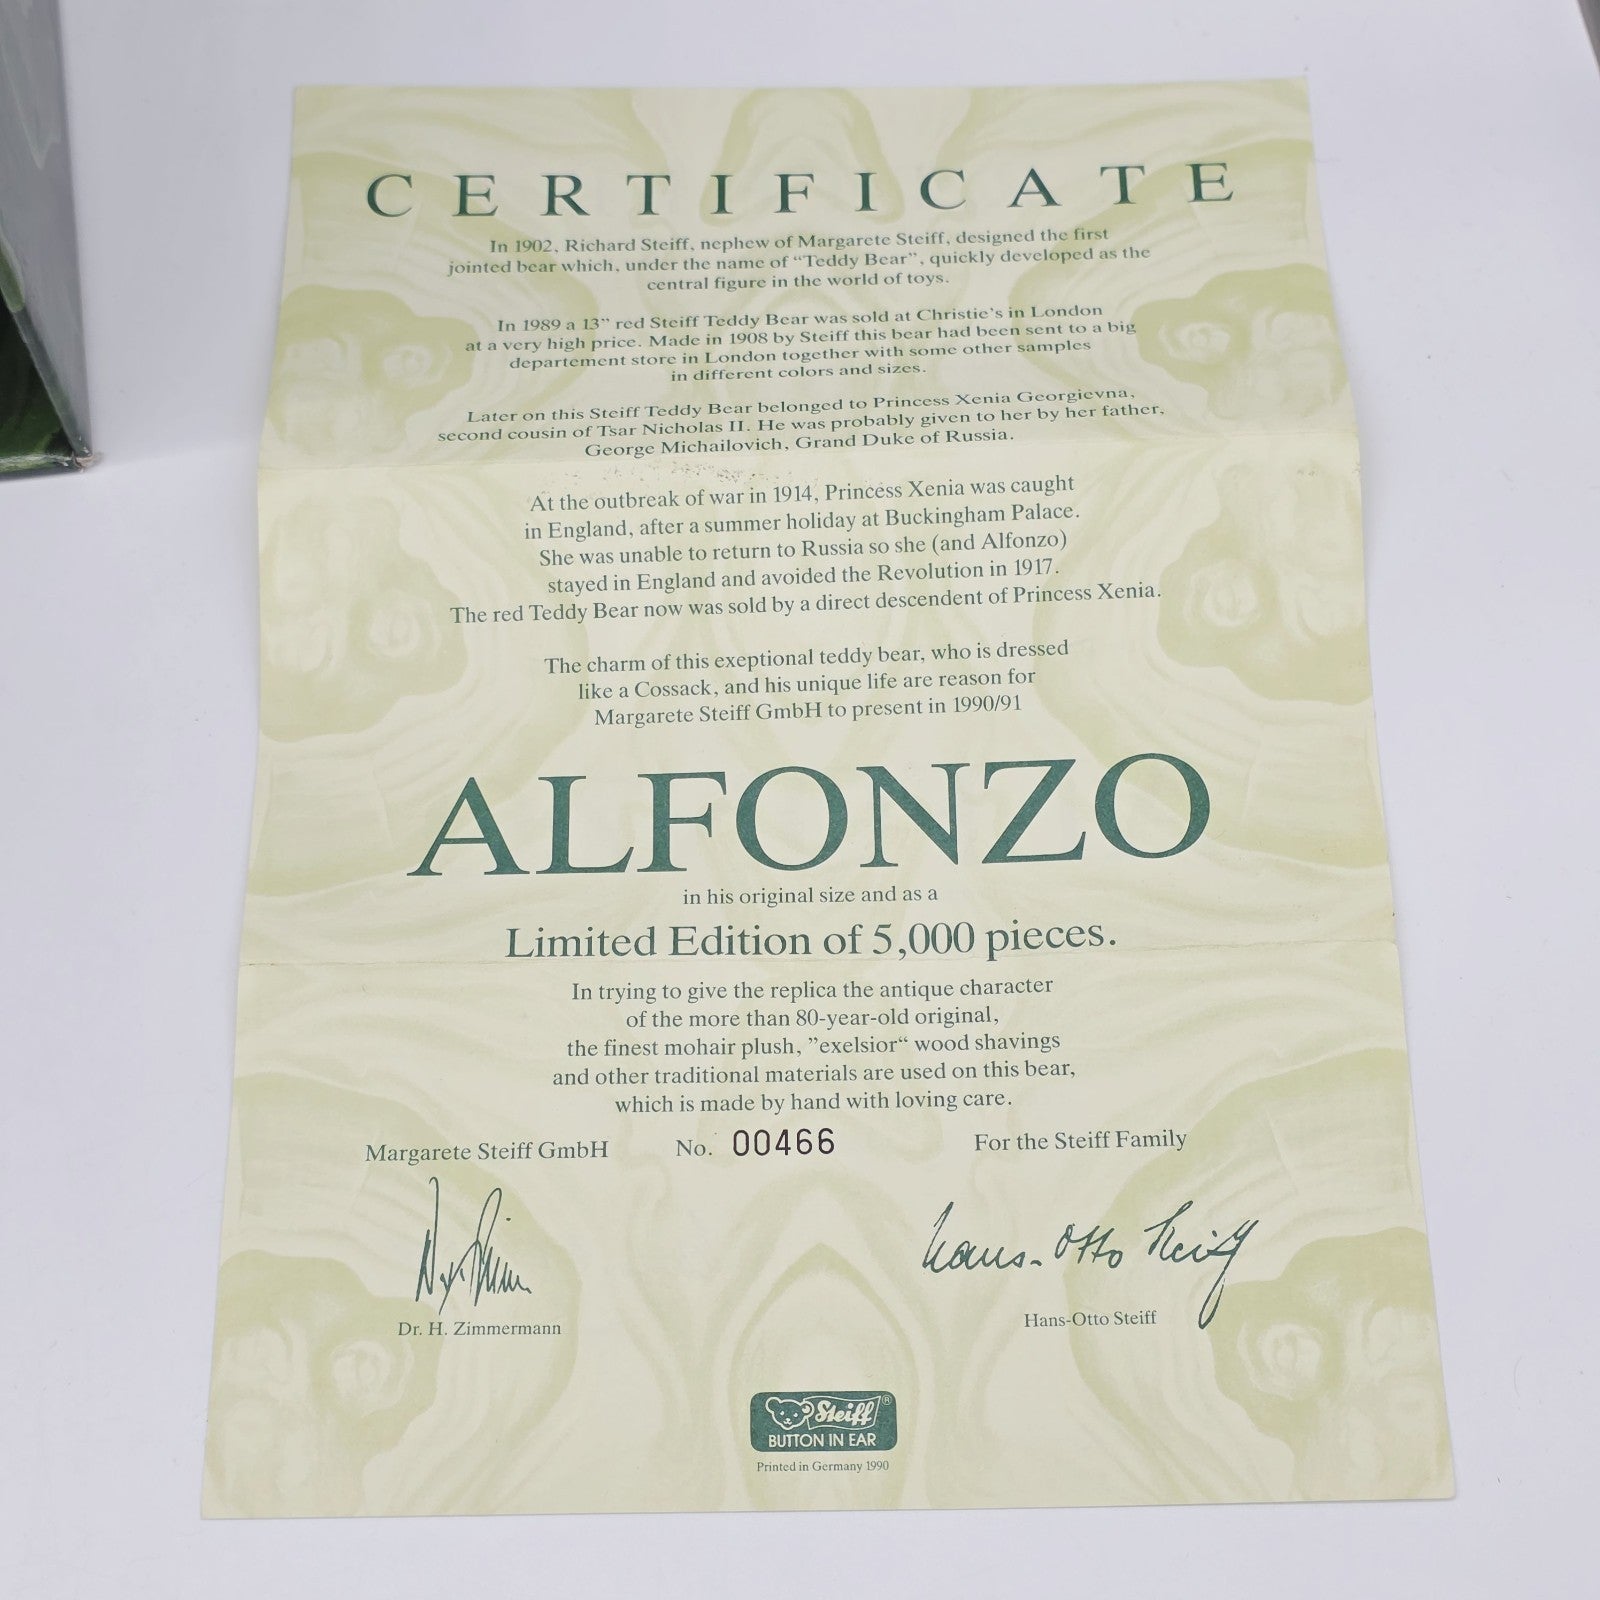 CERTIFICATE
In 1902, Richard Steiff, nephew of Margarete Steiff, designed the first
jointed bear which, under the name of “Teddy Bear”, quickly developed as the
central figure in the world of toys.
In 1989 a 13” red Steiff Teddy Bear was sold at Christie's in London
at a very high price. Made in 1908 by Steiff this bear had been sent to a big
departement store in London together with some other samples
in different colors and sizes.
Later on this Steiff Teddy Bear belonged to Princess Xenia Georgievna,
second cousin of Tsar Nicholas II. He was probably given to her by her father,
George Michailovich, Grand Duke of Russia.
At the outbreak of war in 1914, Princess Xenia was caught
in England, after a summer holiday at Buckingham Palace.
She was unable to return to Russia so she (and Alfonzo)
stayed in England and avoided the Revolution in 1917.
The red Teddy Bear now was sold by a direct descendent of Princess Xenia.
The charm of this exeptional teddy bear, who is dressed
like a Cossack, and his unique life are reason for
Margarete Steiff GmbH to present in 1990/91
ALFONZO
in his original size and as a
Limited Edition of 5,000 pieces.
In trying to give the replica the antique character
of the more than 80-year-old original,
the finest mohair plush, ”exelsior“ wood shavings
and other traditional materials are used on this bear,
which is made by hand with loving care.
Margarete Steiff GmbH No. 00466 For the Steiff Family
Hans-Otto Steiff
Dr. H. Zimmermann Hans-Otto Steiff
Steiff ®
BUTTON IN EAR
Printed in Germany 1990